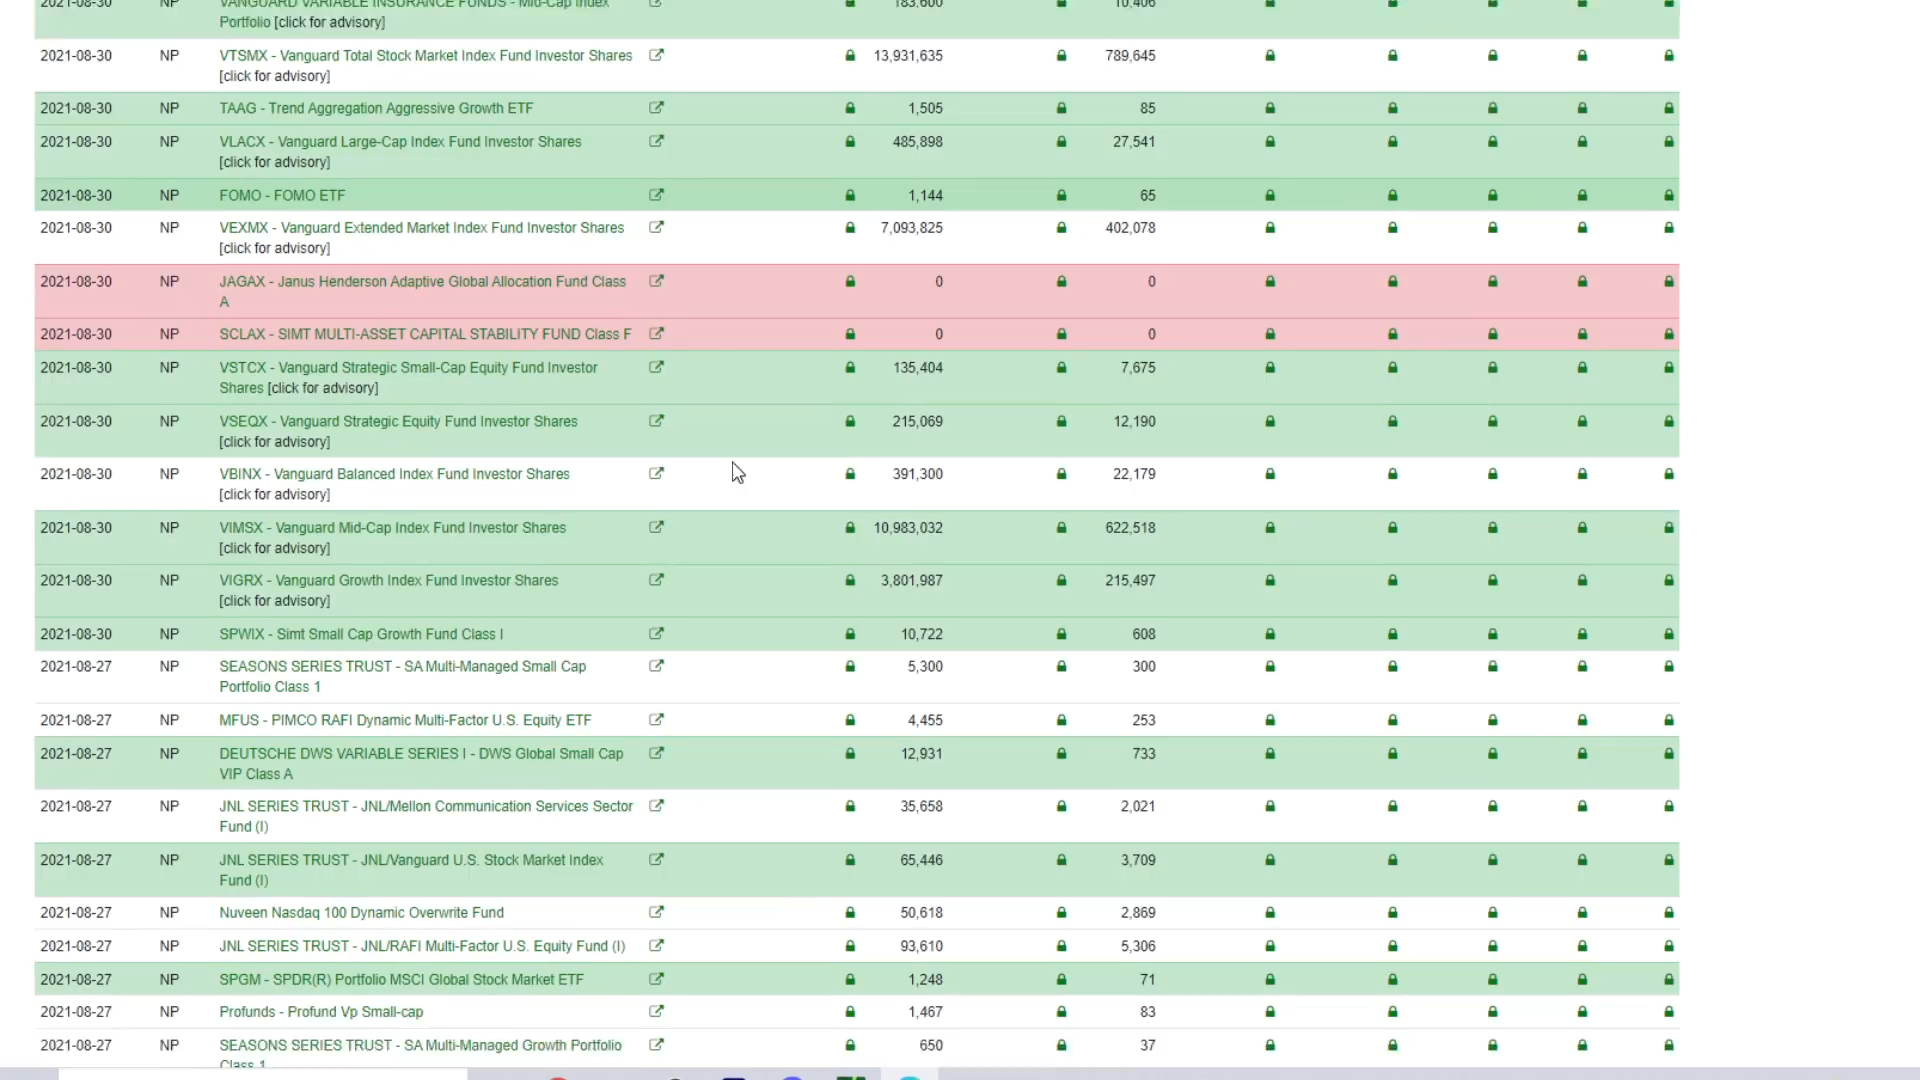 2021-08-30 NP VANGUARD VARIABLE INSURANCE FUNDS - Mid-Cap Index 183,600 10,406
Portfolio [click for advisory]
2021-08-30 NP VTSMX - Vanguard Total Stock Market Index Fund Investor Shares 13,931,635 789,645
[click for advisory]
2021-08-30 NP TAAG - Trend Aggregation Aggressive Growth ETF 1,505 85
2021-08-30 NP VLACX - Vanguard Large-Cap Index Fund Investor Shares 485,898 27,541
[click for advisory]
2021-08-30 NP FOMO - FOMO ETF 1,144 65
2021-08-30 NP VEXMX - Vanguard Extended Market Index Fund Investor Shares 7,093,825 402,078
[click for advisory]
2021-08-30 NP JAGAX - Janus Henderson Adaptive Global Allocation Fund Class 0 0
A
2021-08-30 NP SCLAX - SIMT MULTI-ASSET CAPITAL STABILITY FUND Class F 0 0
2021-08-30 NP VSTCX - Vanguard Strategic Small-Cap Equity Fund Investor 135,404 7,675
Shares [click for advisory]
2021-08-30 NP VSEQX - Vanguard Strategic Equity Fund Investor Shares 215,069 12,190
[click for advisory]
2021-08-30 NP VBINX - Vanguard Balanced Index Fund Investor Shares 391,300 22,179
[click for advisory]
2021-08-30 NP VIMSX - Vanguard Mid-Cap Index Fund Investor Shares 10,983,032 622,518
[click for advisory]
2021-08-30 NP VIGRX - Vanguard Growth Index Fund Investor Shares 3,801,987 215,497
[click for advisory]
2021-08-30 NP SPWIX - Simt Small Cap Growth Fund Class I 10,722 608
2021-08-27 NP SEASONS SERIES TRUST - SA Multi-Managed Small Cap 5,300 300
Portfolio Class 1
2021-08-27 NP MFUS - PIMCO RAFI Dynamic Multi-Factor U.S. Equity ETF 4,455 253
2021-08-27 NP DEUTSCHE DWS VARIABLE SERIES I - DWS Global Small Cap 12,931 733
VIP Class A
2021-08-27 NP JNL SERIES TRUST - JNL/Mellon Communication Services Sector 35,658 2,021
Fund (I)
2021-08-27 NP JNL SERIES TRUST - JNL/Vanguard U.S. Stock Market Index 65,446 3,709
Fund (I)
2021-08-27 NP Nuveen Nasdaq 100 Dynamic Overwrite Fund 50,618 2,869
2021-08-27 NP JNL SERIES TRUST - JNL/RAFI Multi-Factor U.S. Equity Fund (I) 93,610 5,306
2021-08-27 NP SPGM - SPDR(R) Portfolio MSCI Global Stock Market ETF 1,248 71
2021-08-27 NP Profunds - Profund Vp Small-cap 1,467 83
2021-08-27 NP SEASONS SERIES TRUST - SA Multi-Managed Growth Portfolio 650 37
Class 1